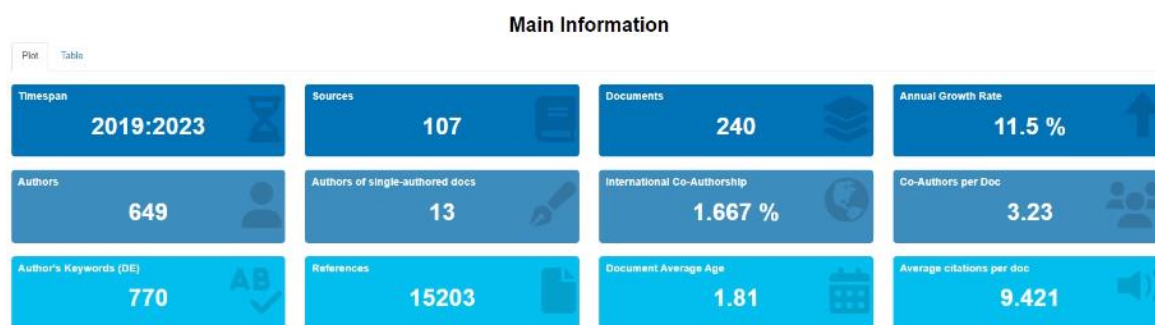 Main Information
Plot Table
Timespan Sources Documents Annual Growth Rate
2019:2023 107 240 11.5 %
Authors Authors of single-authored docs International Co-Authorship Co-Authors per Doc
649 13 1.667 % 3.23
Author's Keywords (DE) References Document Average Age Average citations per doc
AB
770 15203 1.81 9.421